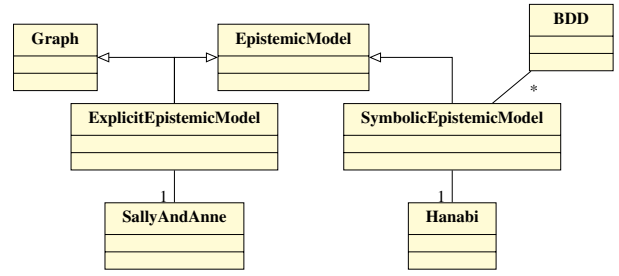 Graph
EpistemicModel
BDD
*
ExplicitEpistemicModel
SymbolicEpistemicModel
1
1
SallyAndAnne
Hanabi